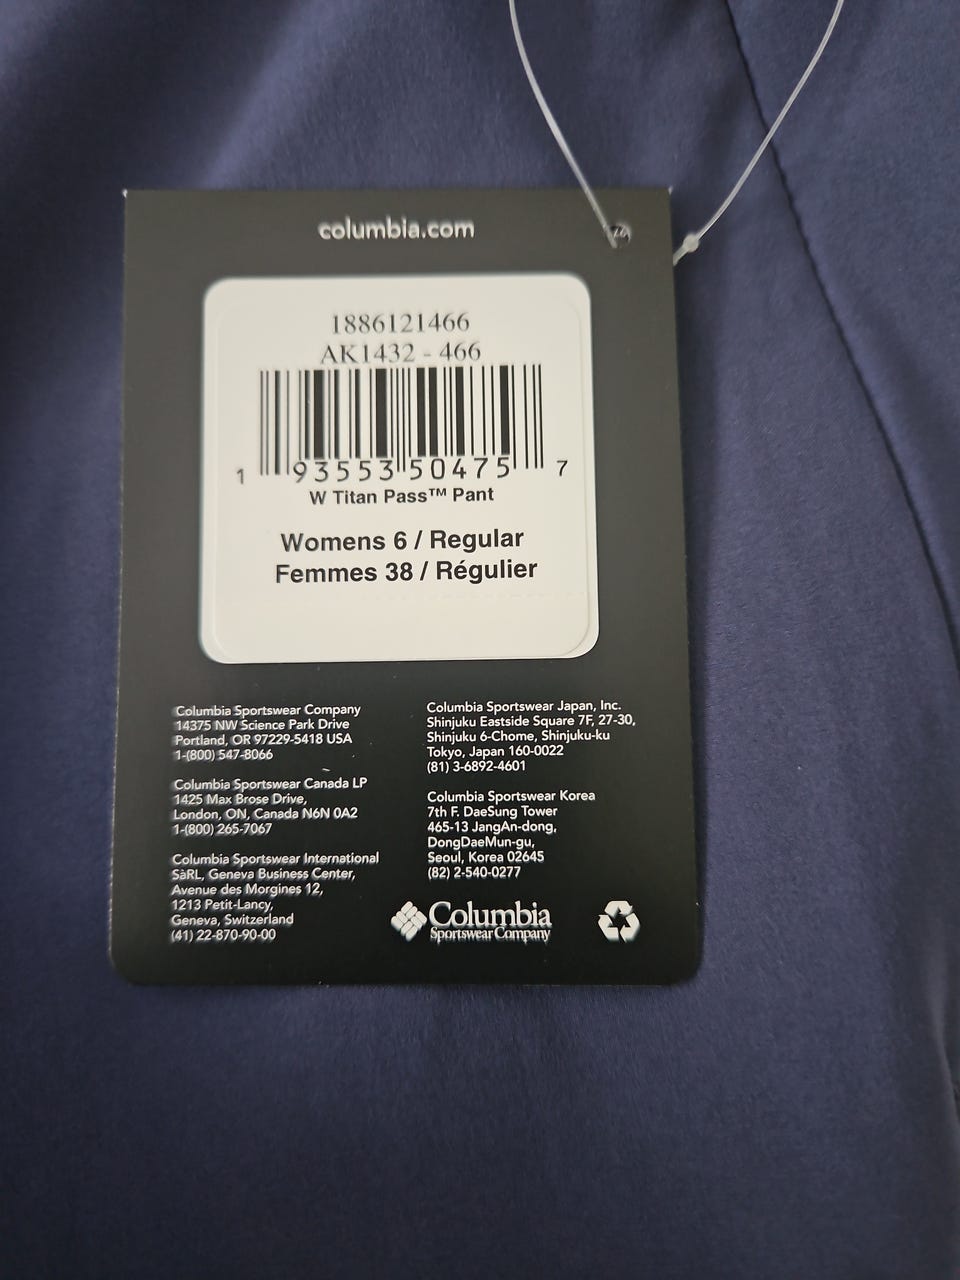 columbia.com
1886121466
AK1432 - 466
1 93553 50475 7
W Titan Pass™ Pant
Womens 6 / Regular
Femmes 38 / Régulier
Columbia Sportswear Company
14375 NW Science Park Drive
Portland, OR 97229-5418 USA
1-(800) 547-8066
Columbia Sportswear Canada LP
1425 Max Brose Drive,
London, ON, Canada N6N 0A2
1-(800) 265-7067
Columbia Sportswear International
SàRL, Geneva Business Center,
Avenue des Morgines 12,
1213 Petit-Lancy,
Geneva, Switzerland
(41) 22-870-90-00
Columbia Sportswear Japan, Inc.
Shinjuku Eastside Square 7F, 27-30,
Shinjuku 6-Chome, Shinjuku-ku
Tokyo, Japan 160-0022
(81) 3-6892-4601
Columbia Sportswear Korea
7th F. DaeSung Tower
465-13 JangAn-dong,
DongDaeMun-gu,
Seoul, Korea 02645
(82) 2-540-0277
Columbia
Sportswear Company